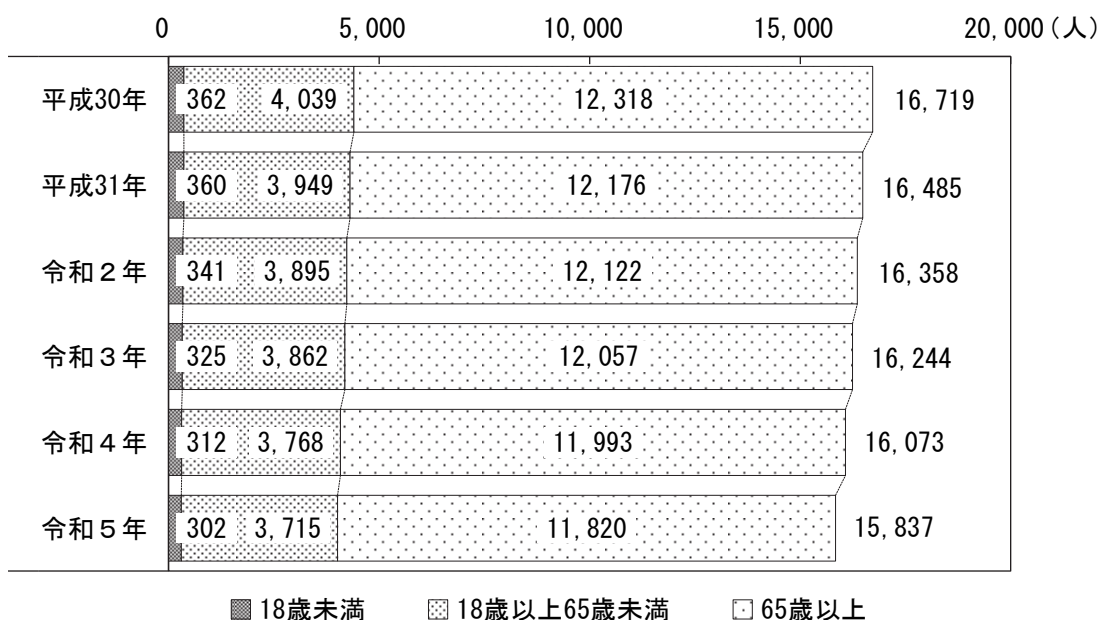 0 5,000 10,000 15,000 20,000(人)
平成30年 362 4,039 12,318 16,719
平成31年 360 3,949 12,176 16,485
令和２年 341 3,895 12,122 16,358
令和３年 325 3,862 12,057 16,244
令和４年 312 3,768 11,993 16,073
令和５年 302 3,715 11,820 15,837
18歳未満 18歳以上65歳未満 65歳以上